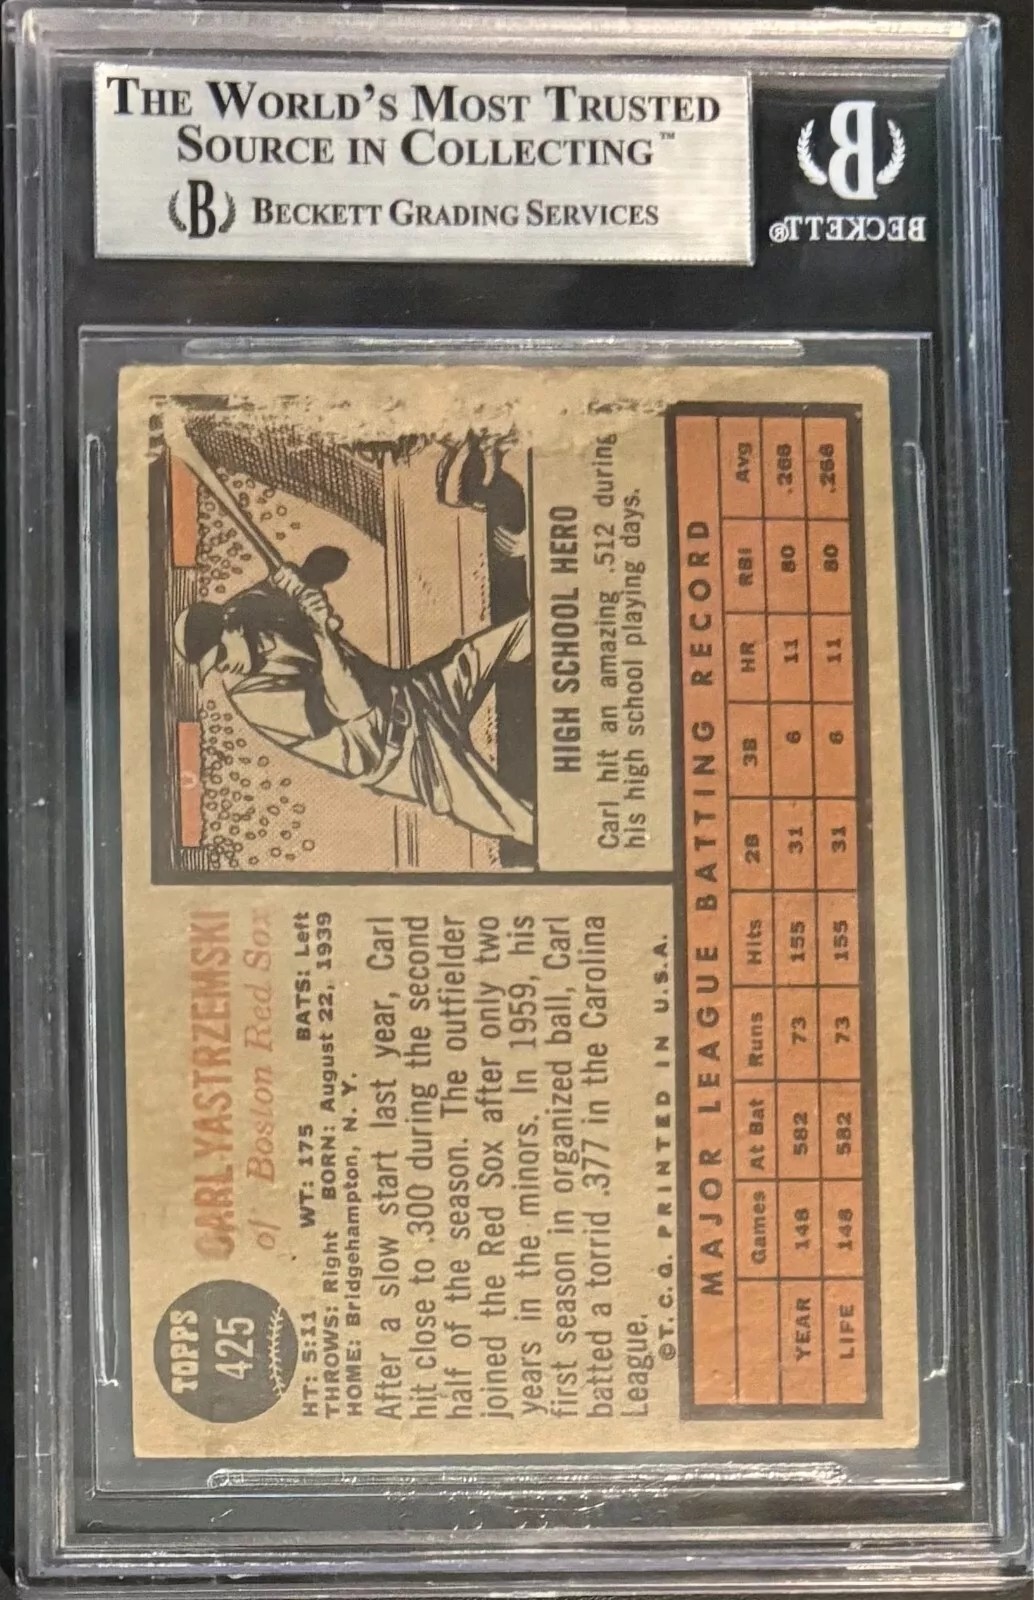 THE WORLD'S MOST TRUSTED
SOURCE IN COLLECTING™
B BECKETT GRADING SERVICES
B
BECKETT®
TOPPS
425
CARL YASTRZEMSKI
of Boston Red Sox
HT: 5:11 WT: 175 BATS: Left
THROWS: Right BORN: August 22, 1939
HOME: Bridgehampton, N. Y.
After a slow start last year, Carl
hit close to .300 during the second
half of the season. The outfielder
joined the Red Sox after only two
years in the minors. In 1959, his
first season in organized ball, Carl
batted a torrid .377 in the Carolina
League.
©T. C. G. PRINTED IN U.S.A.
HIGH SCHOOL HERO
Carl hit an amazing .512 during
his high school playing days.
MAJOR LEAGUE BATTING RECORD
Games At Bat Runs Hits 2B 3B HR RBI Avg
YEAR 148 582 73 155 31 6 11 80 .266
LIFE 148 582 73 155 31 6 11 80 .266